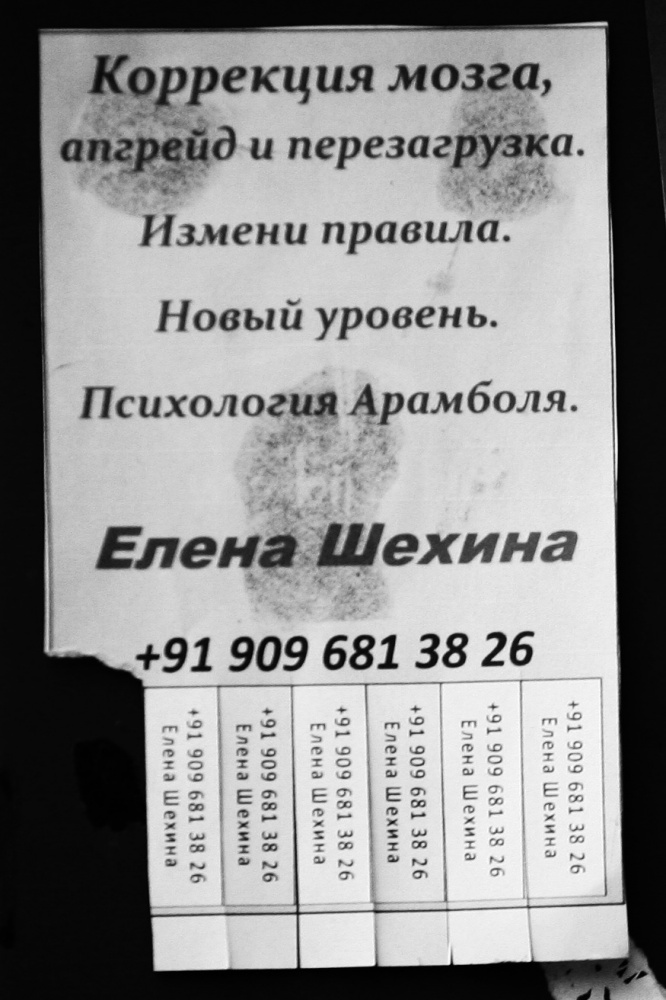 Коррекция мозга,
апгрейд и перезагрузка.
Измени правила.
Новый уровень.
Психология Арамболя.
Елена Шехина
+91 909 681 38 26
+91 909 681 38 26
Елена Шехина
+91 909 681 38 26
Елена Шехина
+91 909 681 38 26
Елена Шехина
+91 909 681 38 26
Елена Шехина
+91 909 681 38 26
Елена Шехина
+91 909 681 38 26
Елена Шехина